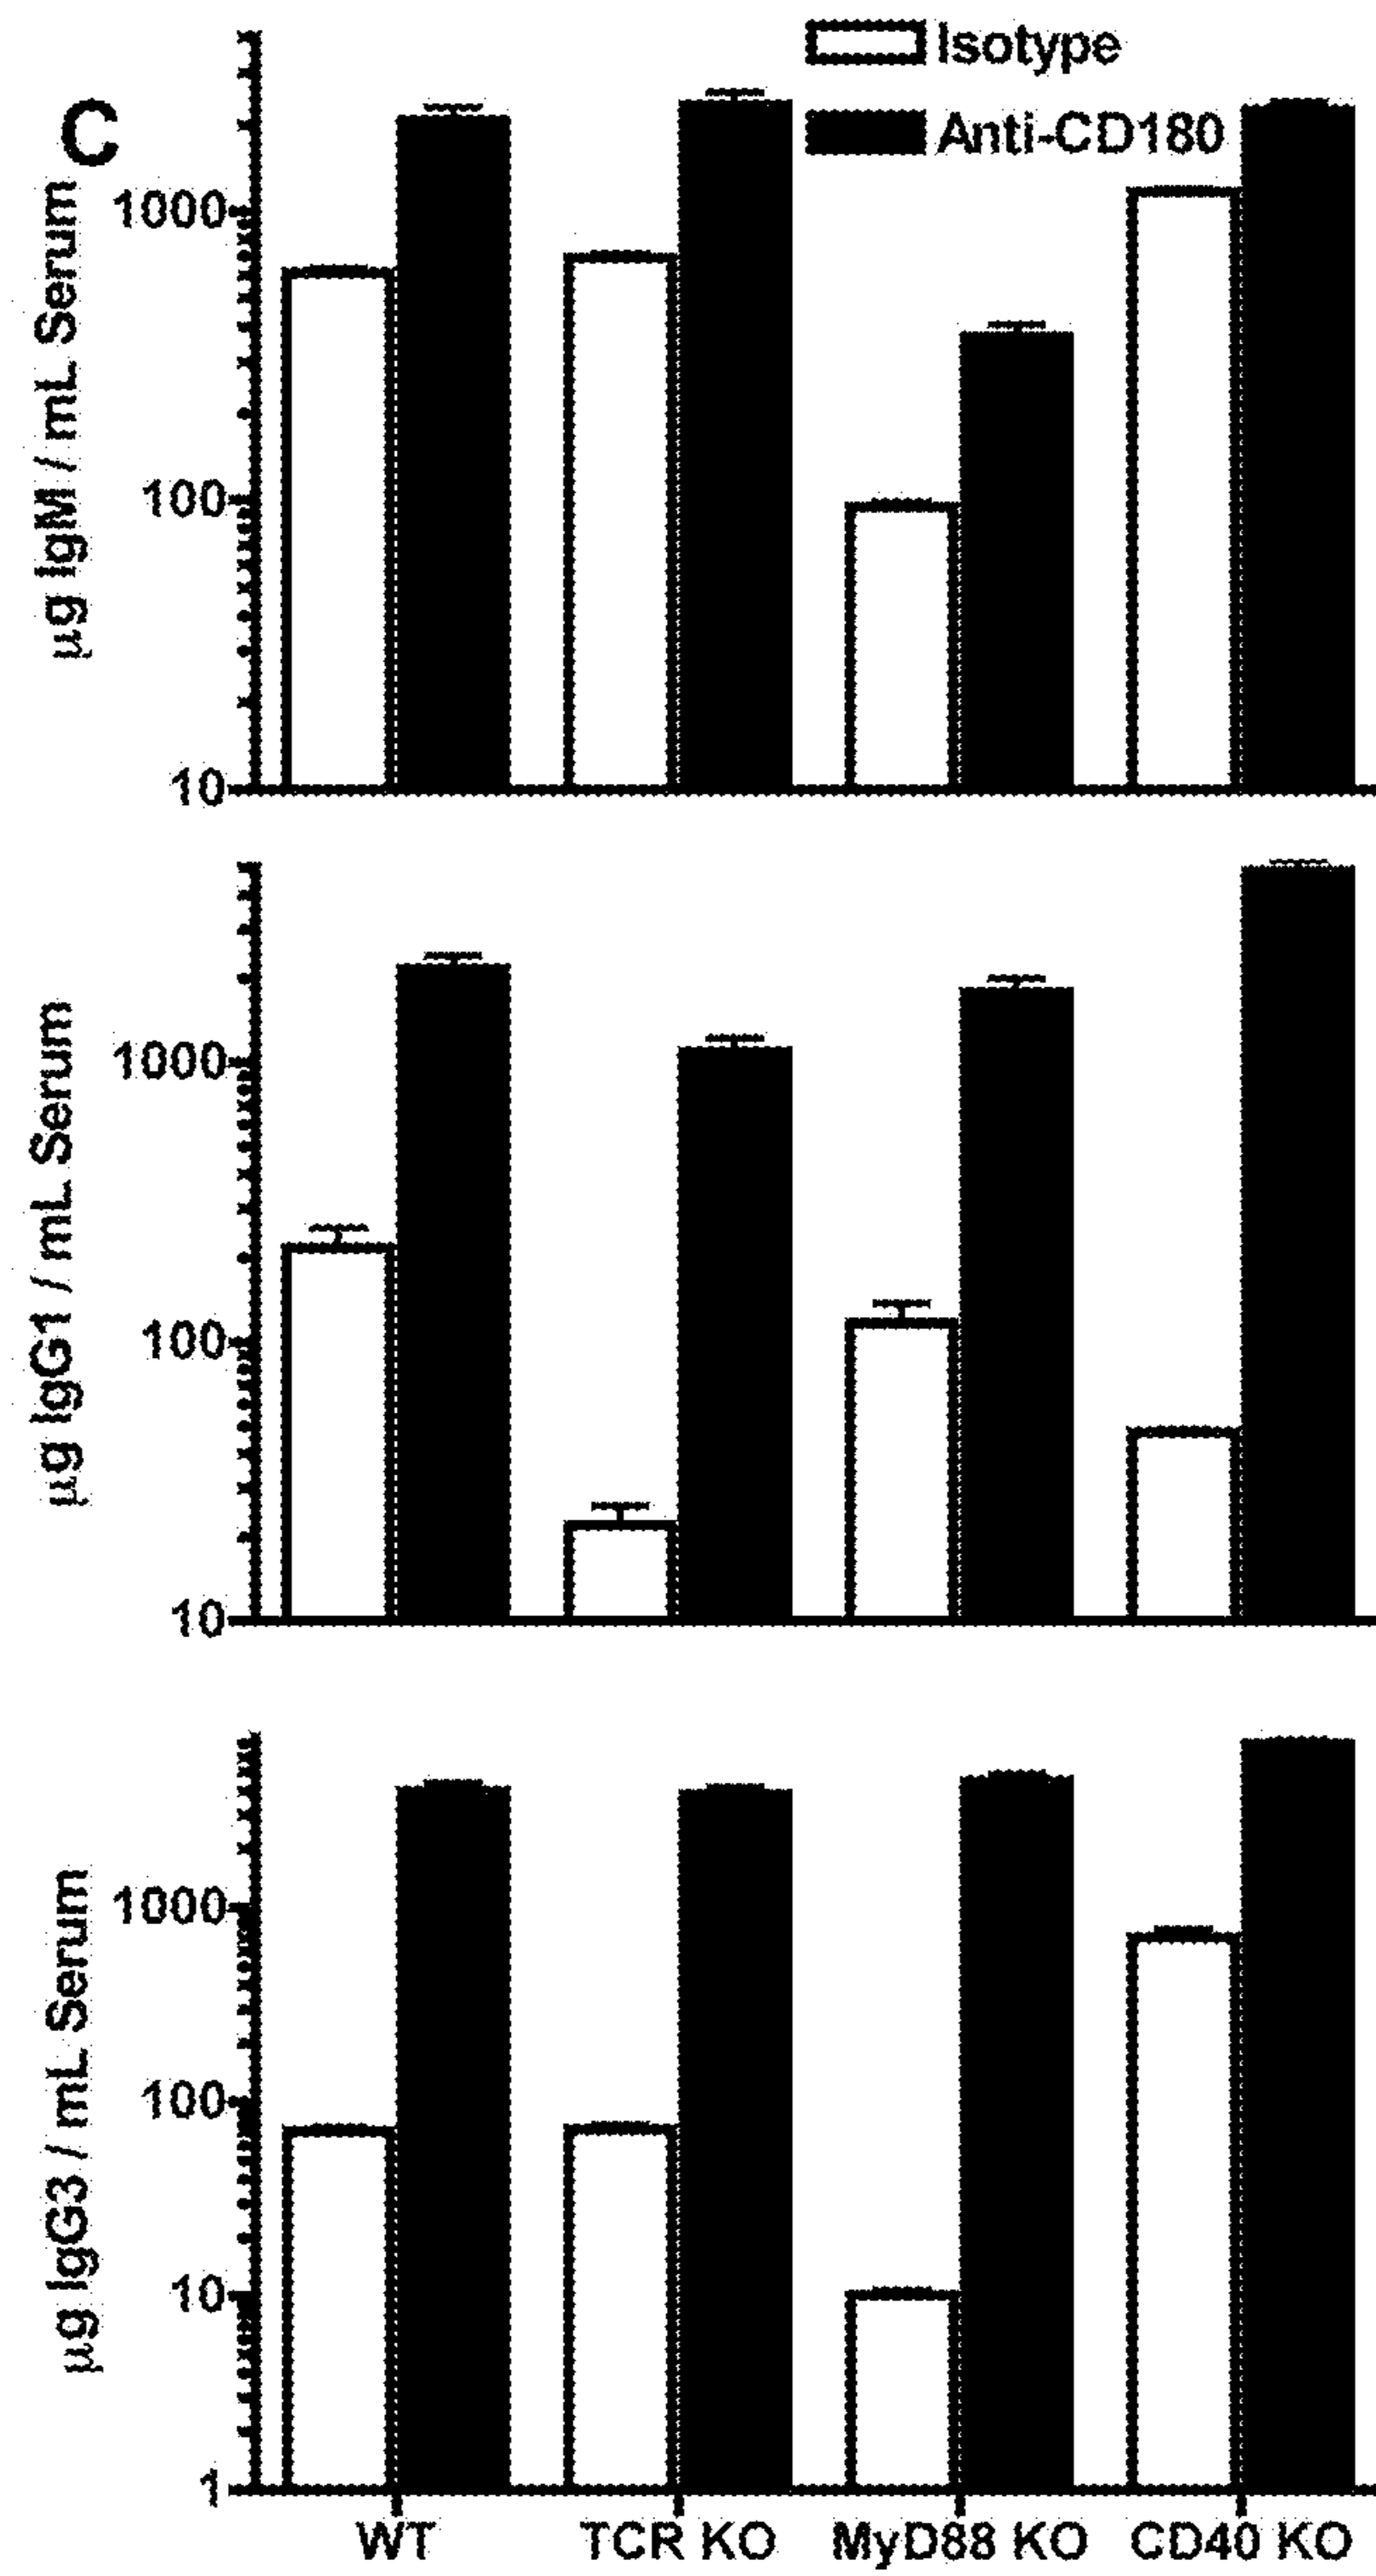 C
Isotype
Anti-CD180
µg IgM / mL Serum
1000
100
10
µg IgG1 / mL Serum
1000
100
10
µg IgG3 / mL Serum
1000
100
10
1
WT TCR KO MyD88 KO CD40 KO